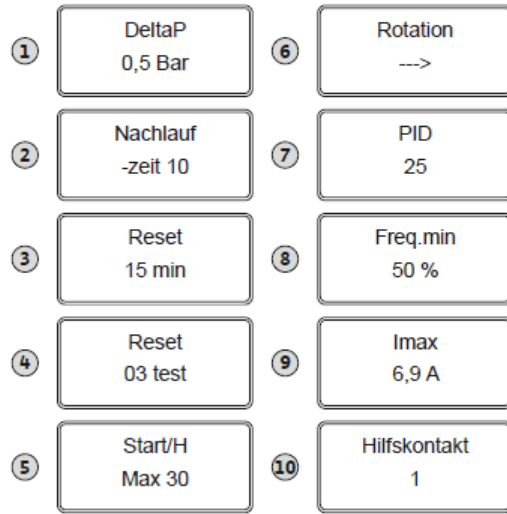 1
DeltaP
0,5 Bar
2
Nachlauf
-zeit 10
3
Reset
15 min
4
Reset
03 test
5
Start/H
Max 30
6
Rotation
--->
7
PID
25
8
Freq.min
50 %
9
Imax
6,9 A
10
Hilfskontakt
1